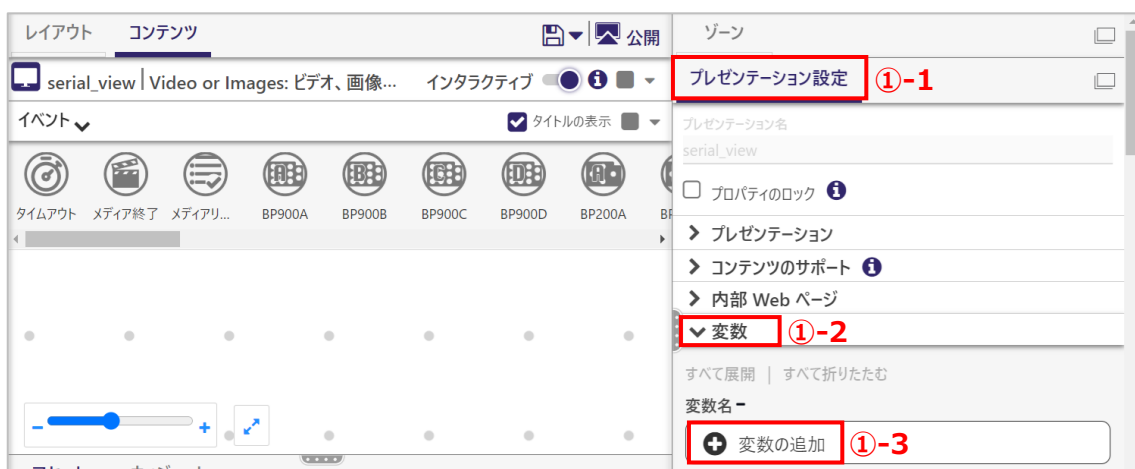 レイアウト コンテンツ 公開
serial_view Video or Images: ビデオ、画像… インタラクティブ
イベント タイトルの表示
タイムアウト メディア終了 メディアリ... BP900A BP900B BP900C BP900D BP200A
ゾーン
プレゼンテーション設定 ①-1
プレゼンテーション名
serial_view
プロパティのロック
プレゼンテーション
コンテンツのサポート
内部 Web ページ
変数 ①-2
すべて展開 | すべて折りたたむ
変数名
変数の追加 ①-3